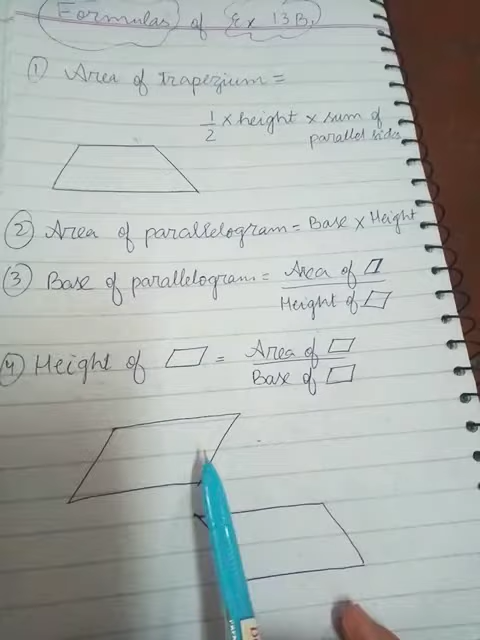 Formulas of Ex 13B,
1 Area of trapezium =
1/2 × height × sum of
parallel sides
2 Area of parallelogram = Base × Height
3 Base of parallelogram = Area of ▱ / Height of ▱
4 Height of ▱ = Area of ▱ / Base of ▱